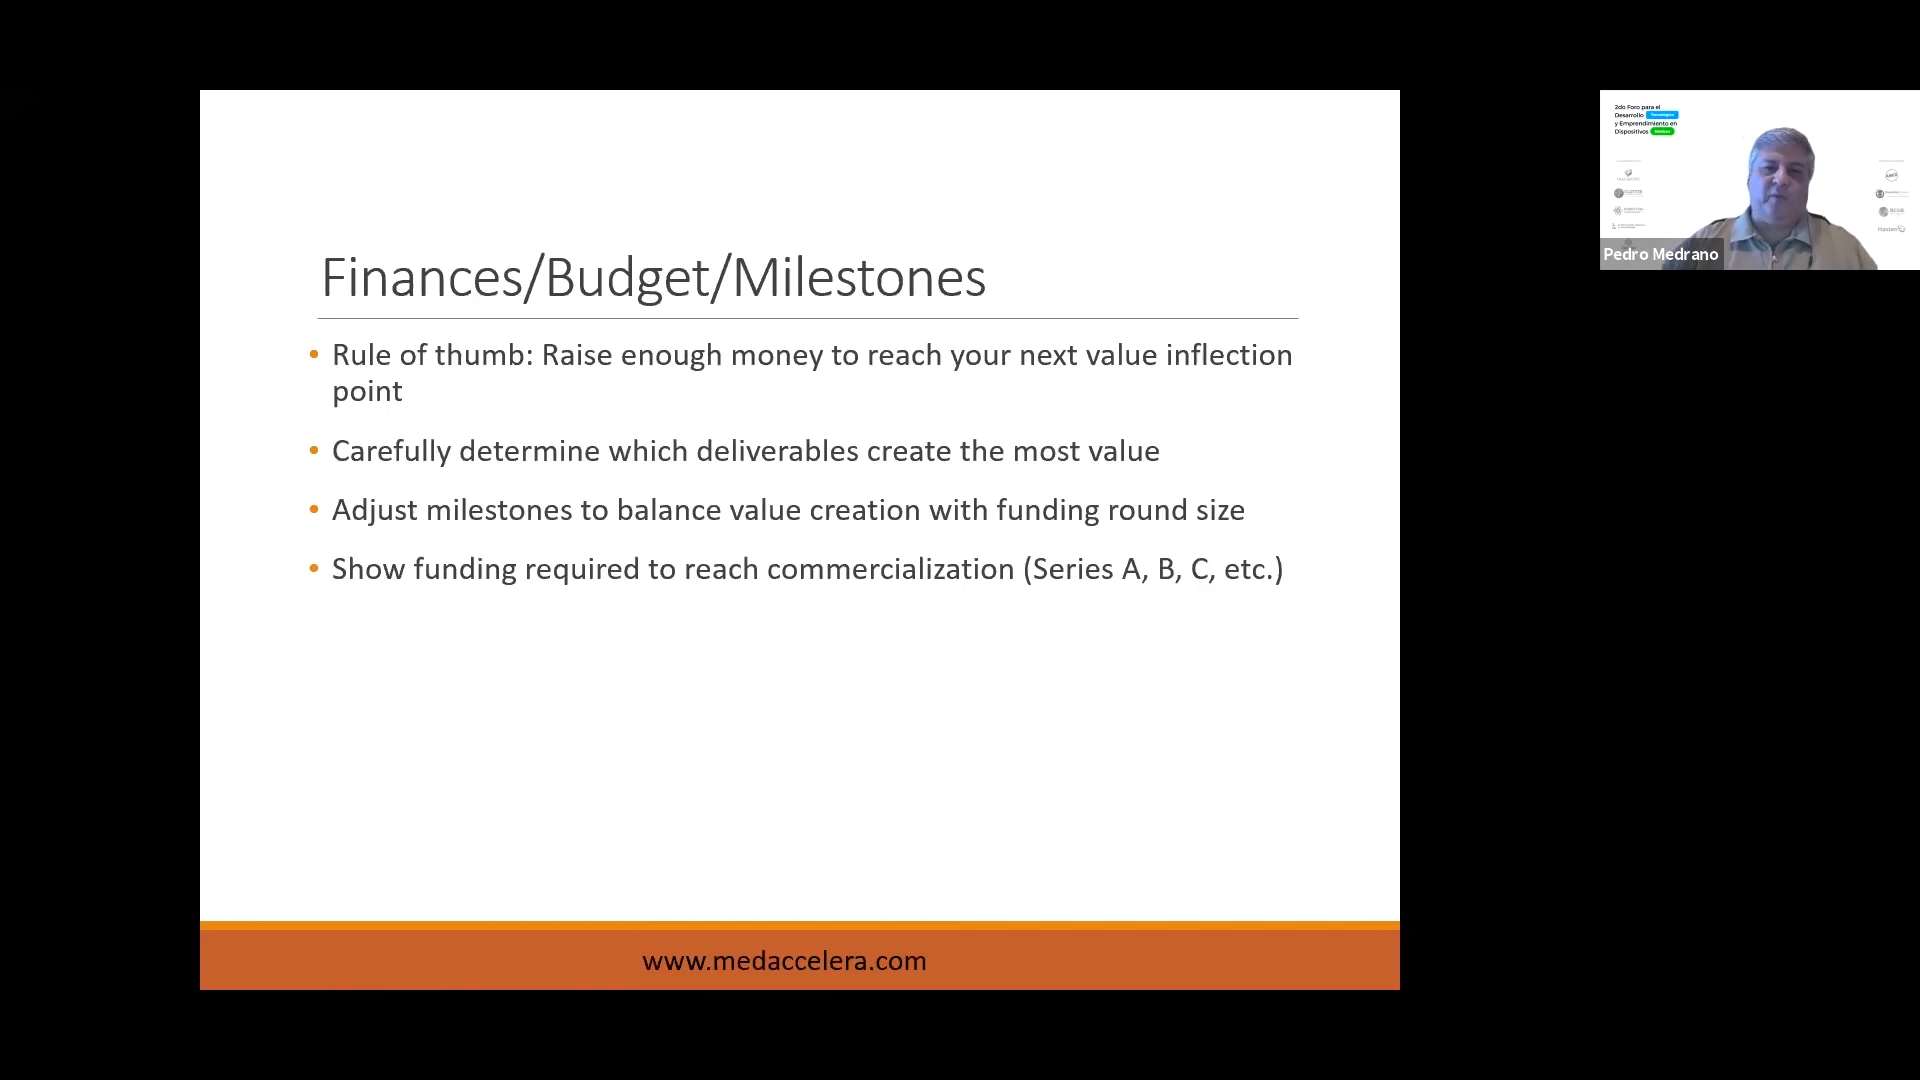 Finances/Budget/Milestones
• Rule of thumb: Raise enough money to reach your next value inflection
point
• Carefully determine which deliverables create the most value
• Adjust milestones to balance value creation with funding round size
• Show funding required to reach commercialization (Series A, B, C, etc.)
www.medaccelera.com
2do Foro para el
Desarrollo Tecnológico
y Emprendimiento en
Dispositivos Médicos
Pedro Medrano